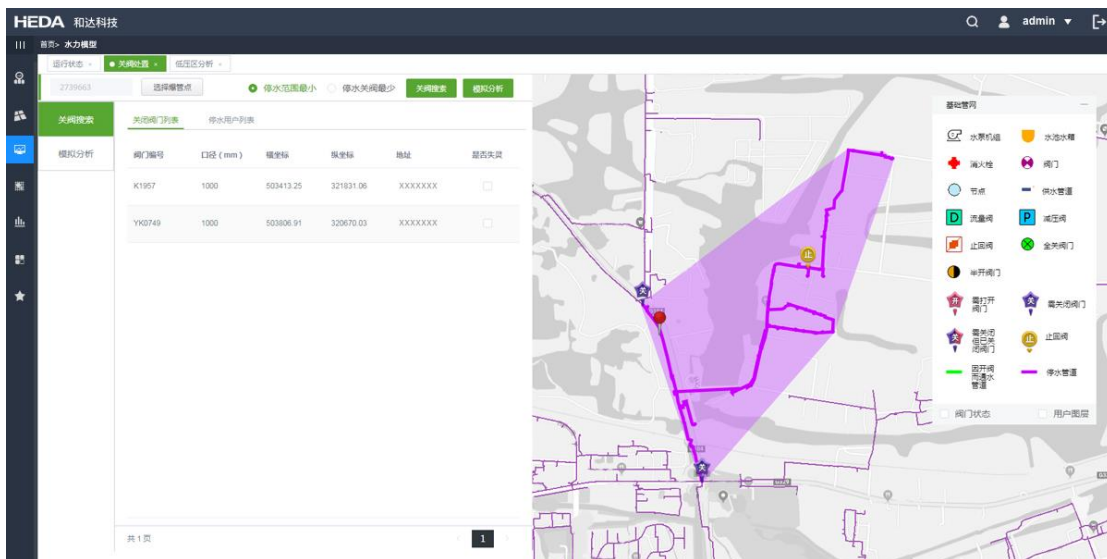 HEDA 和达科技
admin
首页> 水力模型
运行状态 × 关阀处置 × 低压区分析 ×
2739663 选择爆管点 停水范围最小 停水关阀最少 关阀搜索 模拟分析
关阀搜索
模拟分析
关闭阀门列表 停水用户列表
阀门编号 口径 ( mm ) 横坐标 纵坐标 地址 是否失灵
K1957 1000 503413.25 321831.06 XXXXXXX
YK0749 1000 503806.91 320670.03 XXXXXXX
共 1 页
1
关
止
关
基础管网
水泵机组 水池水箱
消火栓 阀门
节点 供水管道
D 流量阀 P 减压阀
止回阀 全关阀门
半开阀门
开 需打开
阀门
关 需关闭阀门
关 需关闭
但已关
闭阀门
止 止回阀
因开阀
而通水
管道
停水管道
阀门状态 用户图层